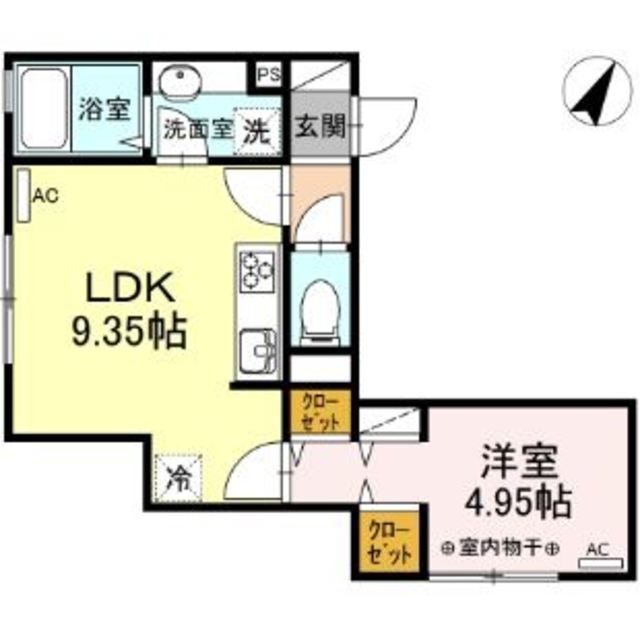 浴室
洗面室
洗
PS
玄関
AC
LDK
9.35帖
クロー
ゼット
冷
洋室
4.95帖
クロー
ゼット
室内物干
AC